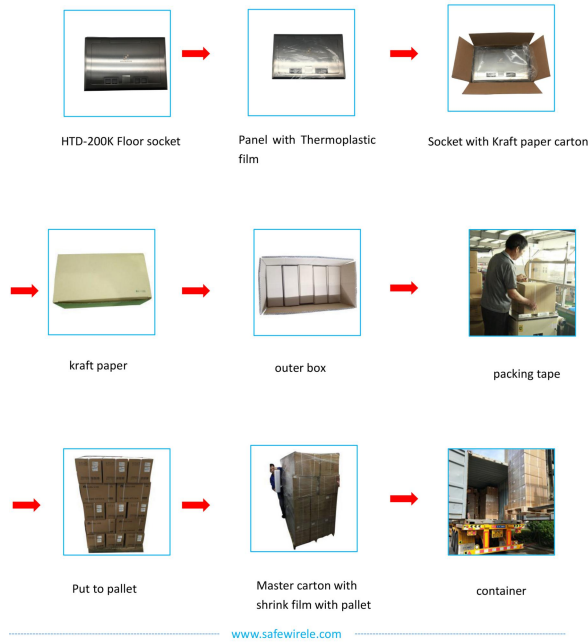 HTD-200K Floor socket
Panel with Thermoplastic
film
Socket with Kraft paper carton
kraft paper
outer box
packing tape
Put to pallet
Master carton with
shrink film with pallet
container
www.safewirele.com